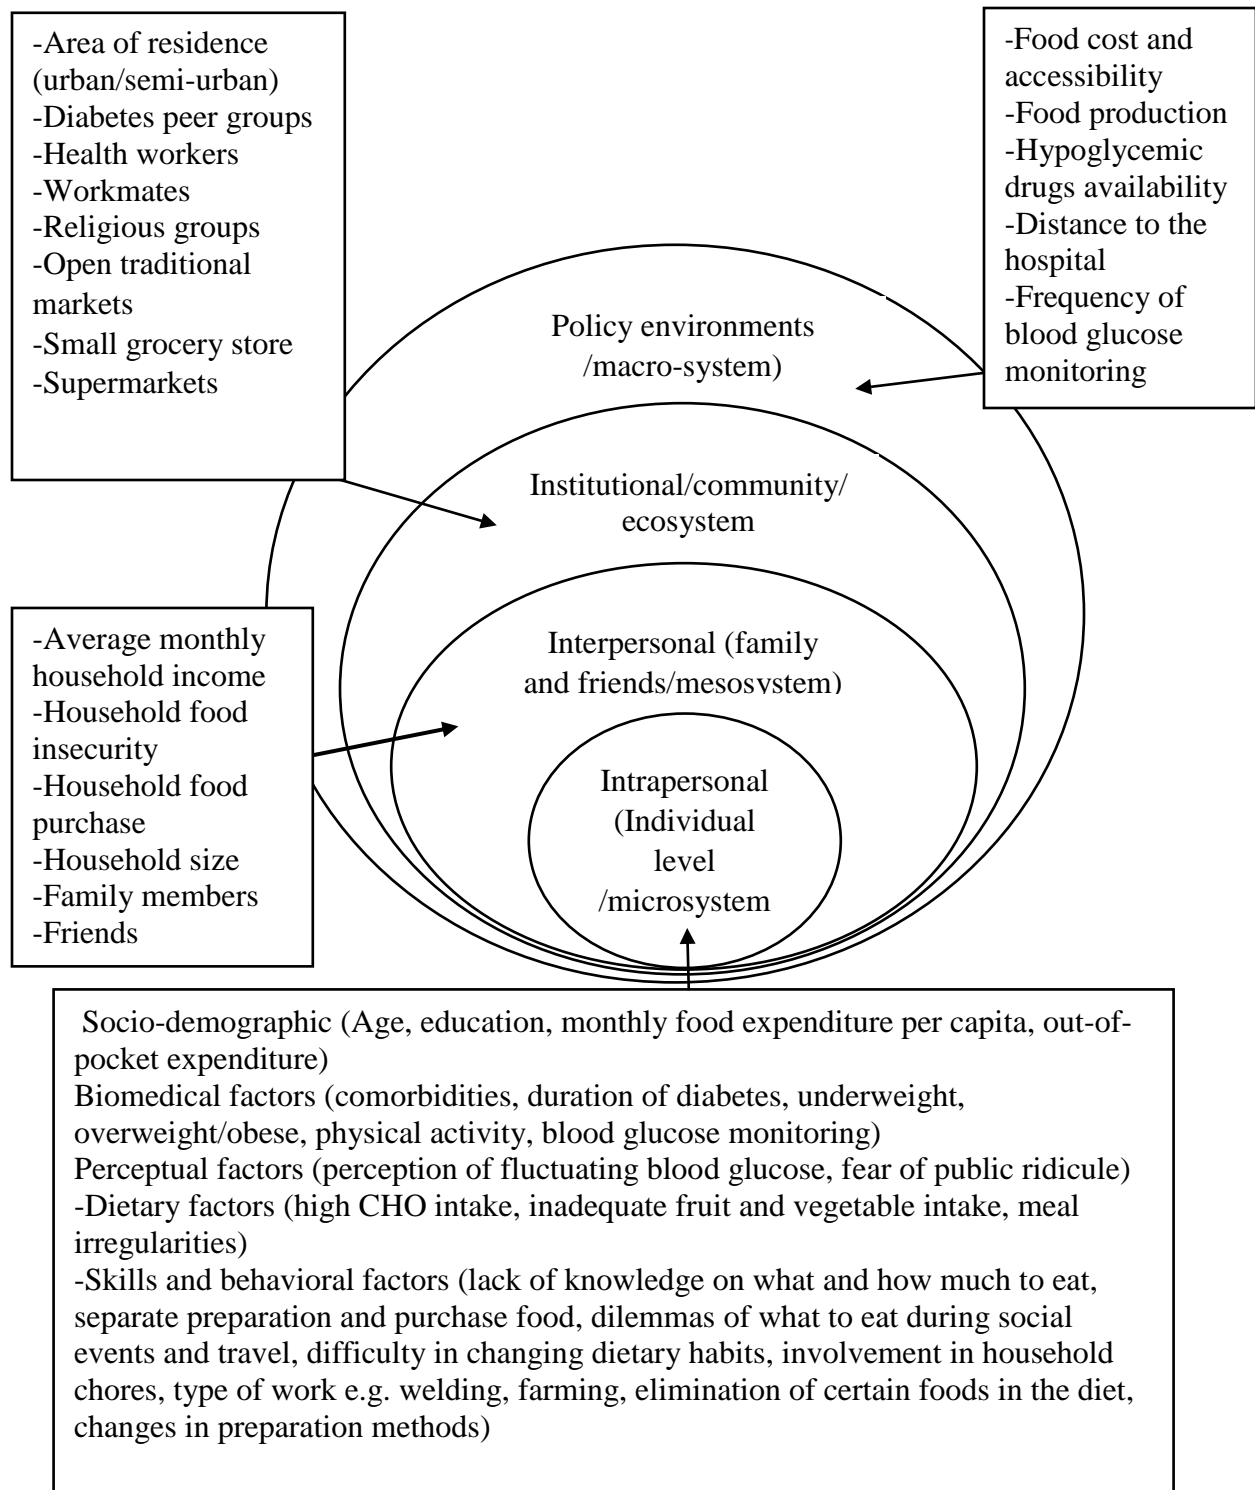 -Area of residence
(urban/semi-urban)
-Diabetes peer groups
-Health workers
-Workmates
-Religious groups
-Open traditional
markets
-Small grocery store
-Supermarkets
-Food cost and
accessibility
-Food production
-Hypoglycemic
drugs availability
-Distance to the
hospital
-Frequency of
blood glucose
monitoring
Policy environments
/macro-system)
Institutional/community/
ecosystem
-Average monthly
household income
-Household food
insecurity
-Household food
purchase
-Household size
-Family members
-Friends
Interpersonal (family
and friends/mesosystem)
Intrapersonal
(Individual
level
/microsystem
Socio-demographic (Age, education, monthly food expenditure per capita, out-of-
pocket expenditure)
Biomedical factors (comorbidities, duration of diabetes, underweight,
overweight/obese, physical activity, blood glucose monitoring)
Perceptual factors (perception of fluctuating blood glucose, fear of public ridicule)
-Dietary factors (high CHO intake, inadequate fruit and vegetable intake, meal
irregularities)
-Skills and behavioral factors (lack of knowledge on what and how much to eat,
separate preparation and purchase food, dilemmas of what to eat during social
events and travel, difficulty in changing dietary habits, involvement in household
chores, type of work e.g. welding, farming, elimination of certain foods in the diet,
changes in preparation methods)